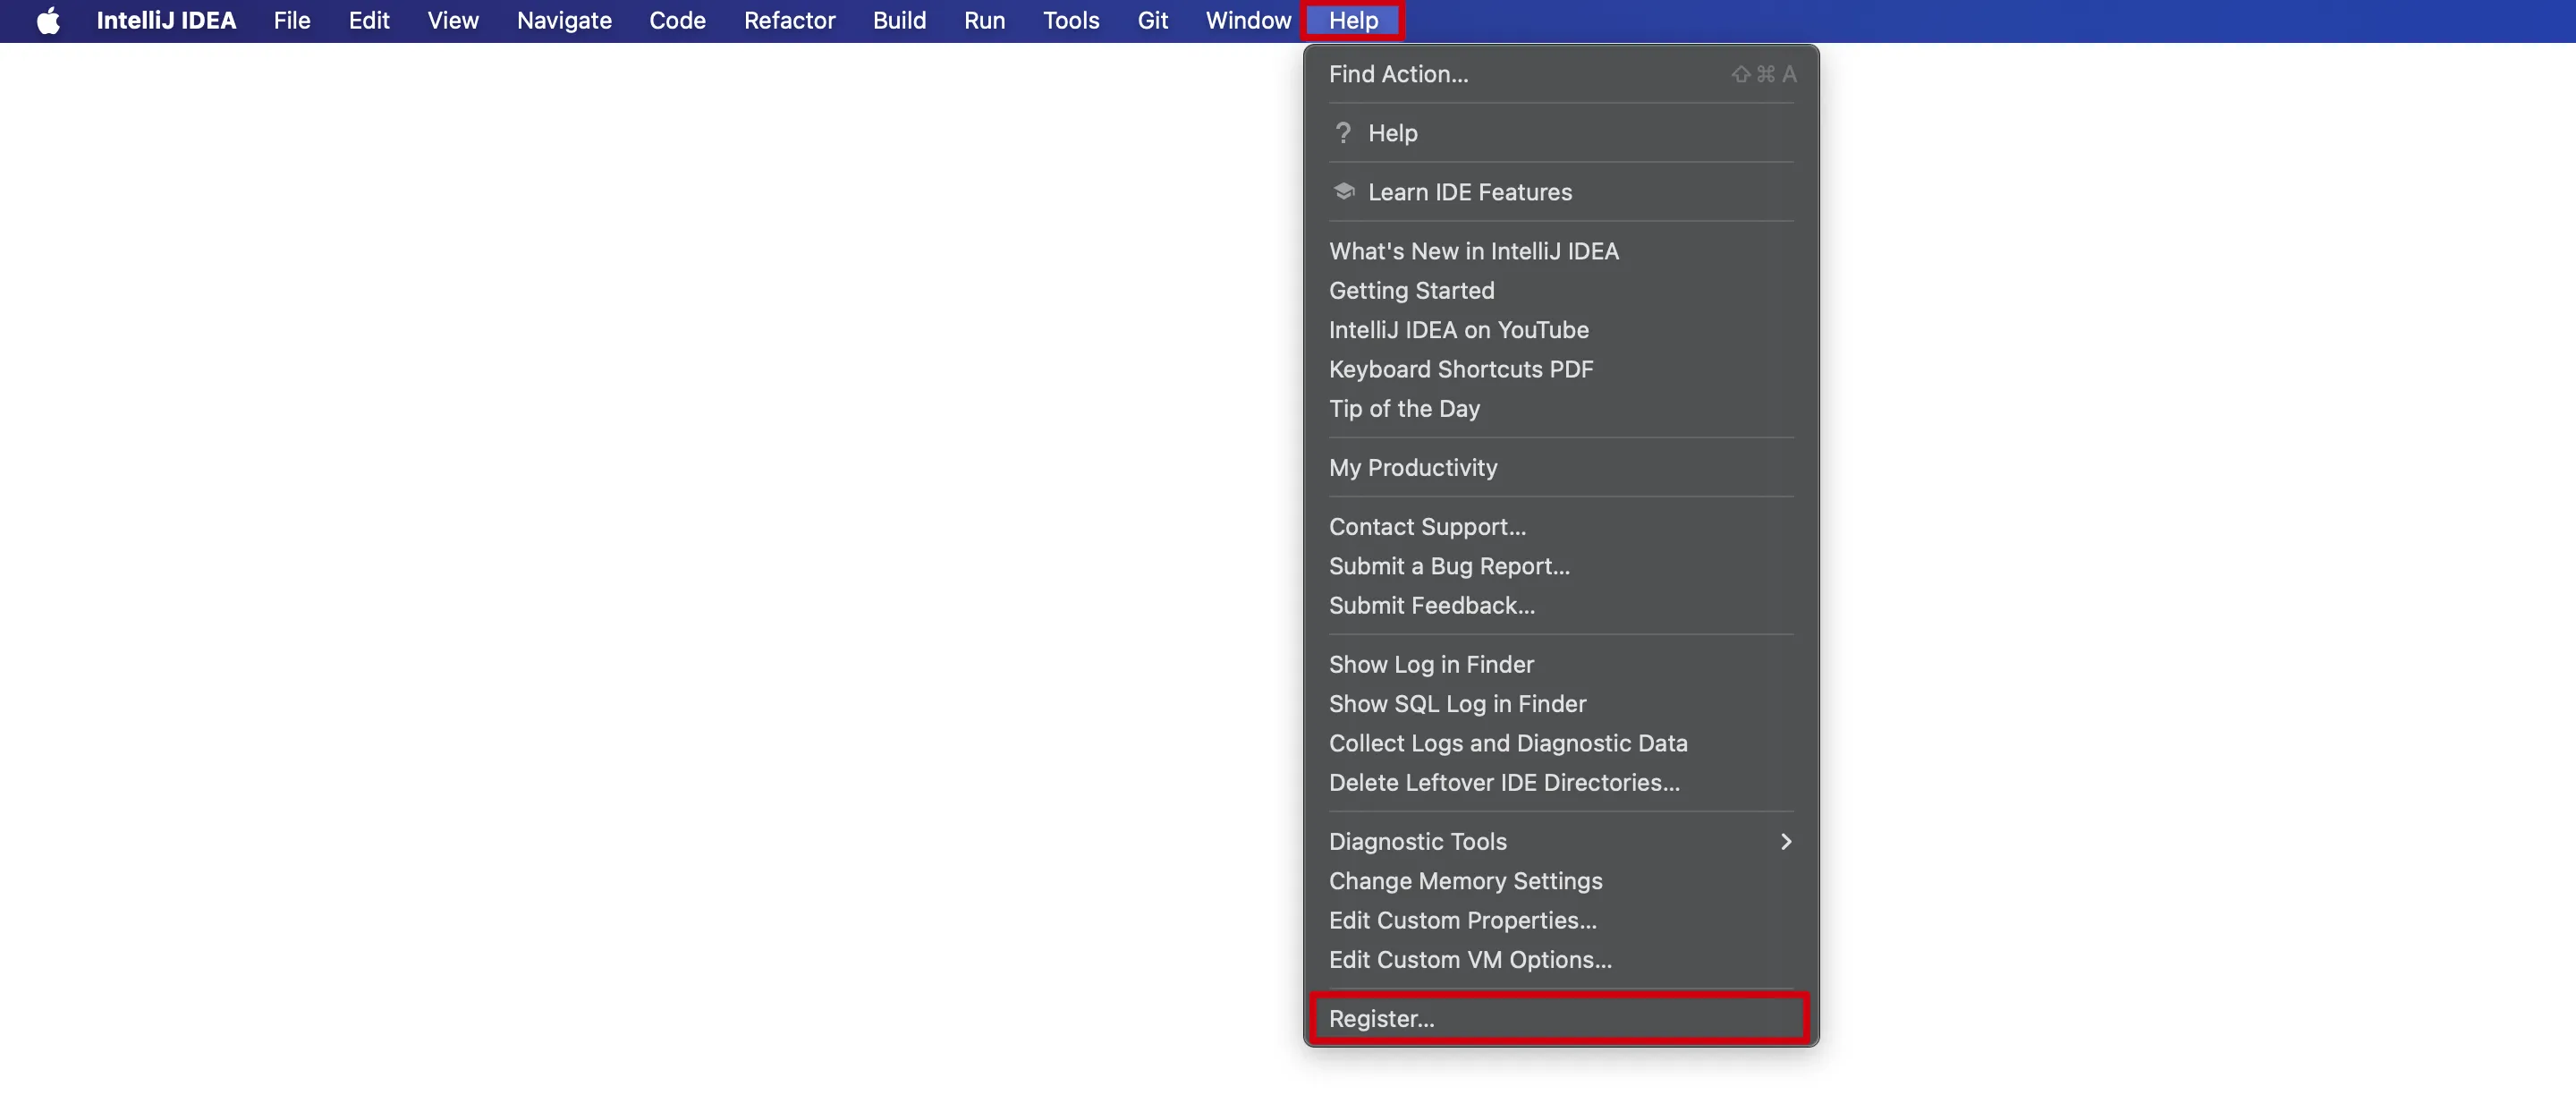 IntelliJ IDEA File Edit View Navigate Code Refactor Build Run Tools Git Window Help
Find Action... ⇧⌘A
? Help
Learn IDE Features
What's New in IntelliJ IDEA
Getting Started
IntelliJ IDEA on YouTube
Keyboard Shortcuts PDF
Tip of the Day
My Productivity
Contact Support...
Submit a Bug Report...
Submit Feedback...
Show Log in Finder
Show SQL Log in Finder
Collect Logs and Diagnostic Data
Delete Leftover IDE Directories...
Diagnostic Tools
Change Memory Settings
Edit Custom Properties...
Edit Custom VM Options...
Register...